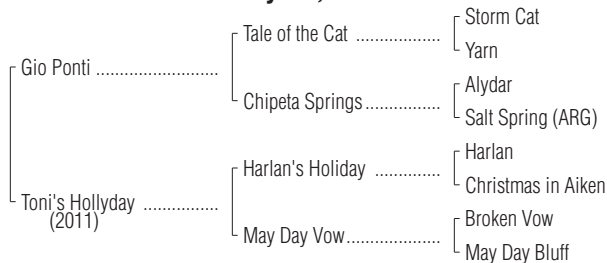 Storm Cat
Tale of the Cat ..................
Yarn
Gio Ponti ..........................
Alydar
Chipeta Springs ................
Salt Spring (ARG)
Harlan
Harlan's Holiday ..............
Christmas in Aiken
Toni's Hollyday ................
(2011)
Broken Vow
May Day Vow ....................
May Day Bluff